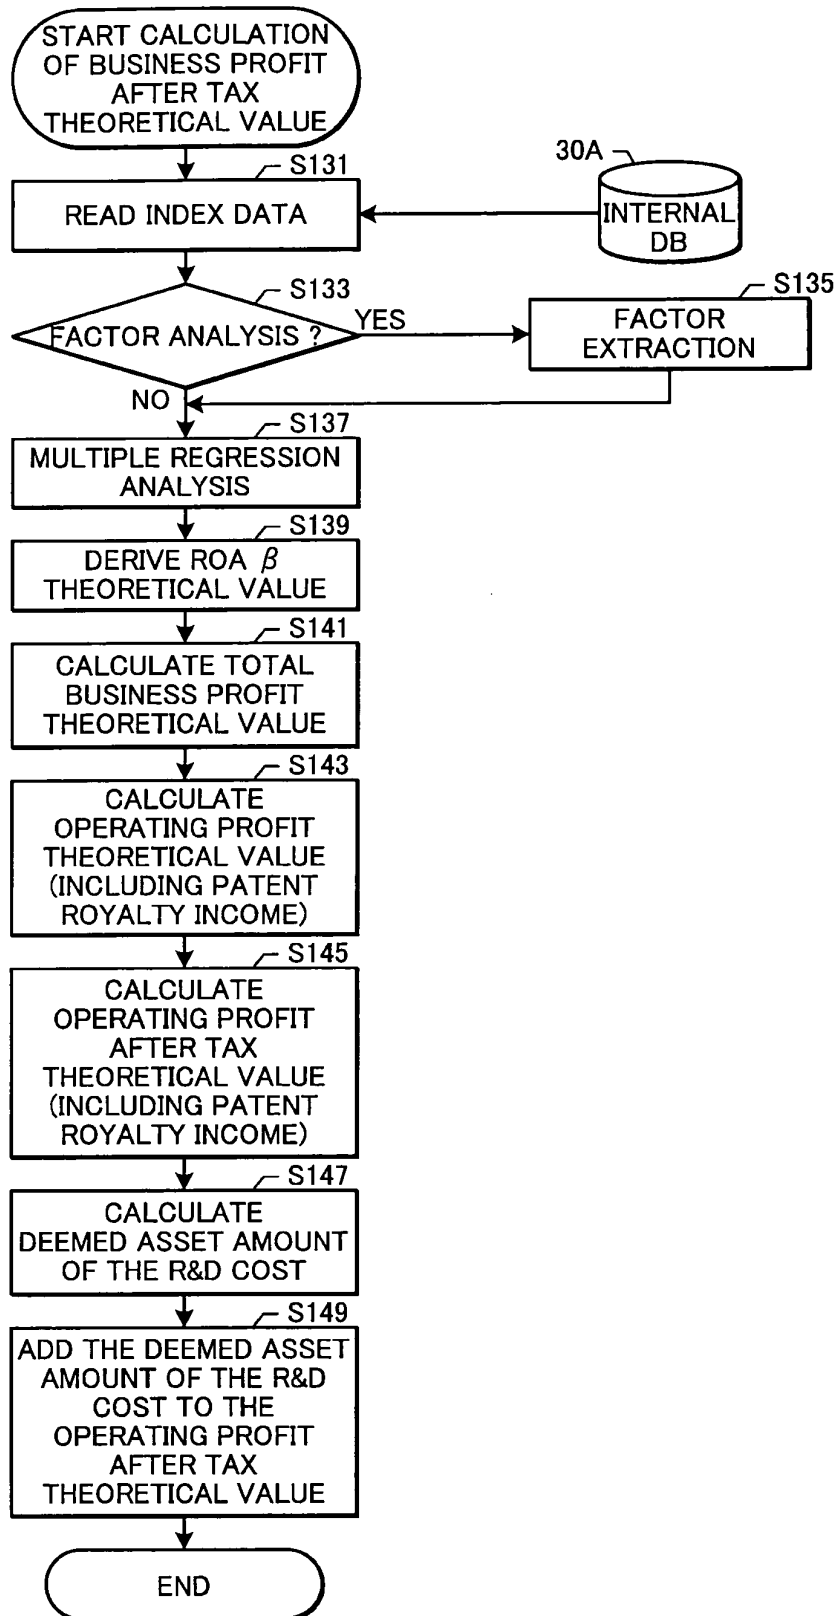 START CALCULATION
OF BUSINESS PROFIT
AFTER TAX
THEORETICAL VALUE
S131
READ INDEX DATA
30A
INTERNAL
DB
S133
FACTOR ANALYSIS ?
YES
S135
FACTOR
EXTRACTION
NO
S137
MULTIPLE REGRESSION
ANALYSIS
S139
DERIVE ROA β
THEORETICAL VALUE
S141
CALCULATE TOTAL
BUSINESS PROFIT
THEORETICAL VALUE
S143
CALCULATE
OPERATING PROFIT
THEORETICAL VALUE
(INCLUDING PATENT
ROYALTY INCOME)
S145
CALCULATE
OPERATING PROFIT
AFTER TAX
THEORETICAL VALUE
(INCLUDING PATENT
ROYALTY INCOME)
S147
CALCULATE
DEEMED ASSET AMOUNT
OF THE R&D COST
S149
ADD THE DEEMED ASSET
AMOUNT OF THE R&D
COST TO THE
OPERATING PROFIT
AFTER TAX
THEORETICAL VALUE
END